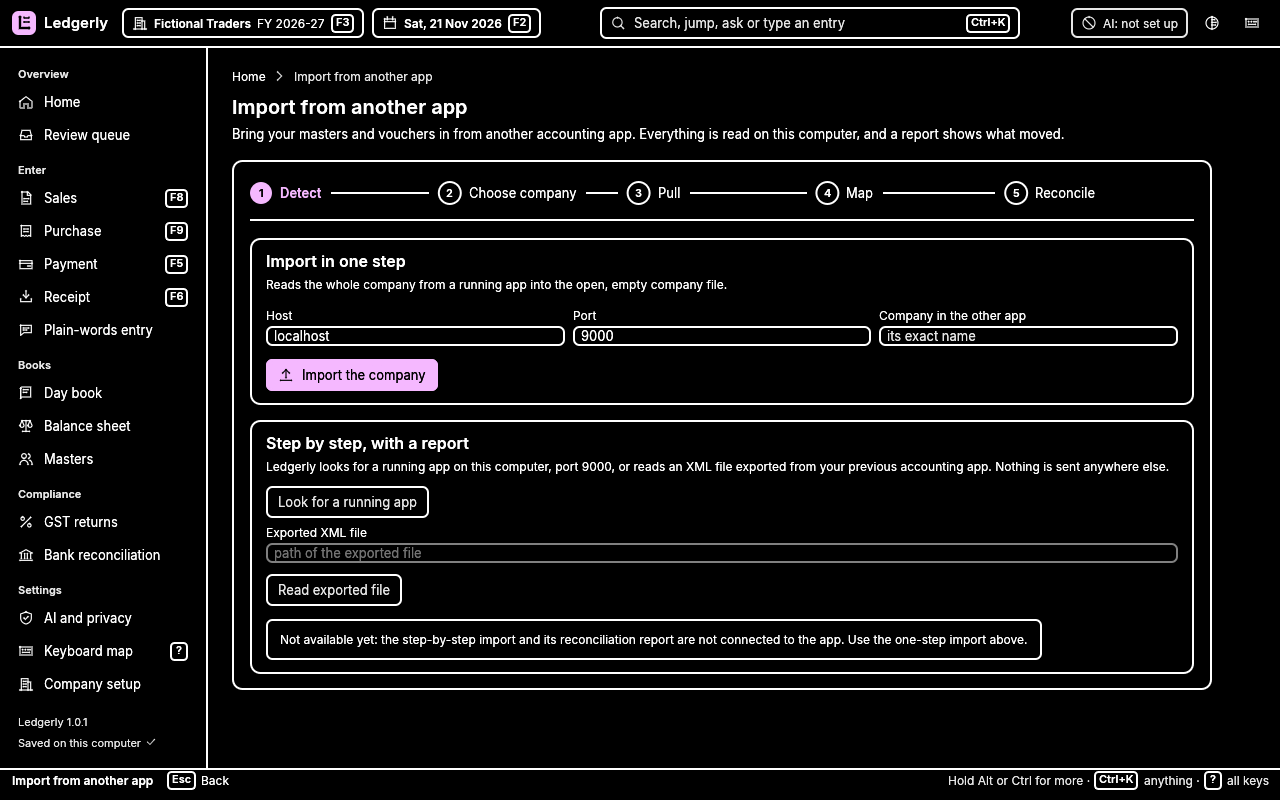 Ledgerly
Fictional Traders FY 2026-27 F3
Sat, 21 Nov 2026 F2
Search, jump, ask or type an entry Ctrl+K
AI: not set up
Overview
Home
Review queue
Enter
Sales F8
Purchase F9
Payment F5
Receipt F6
Plain-words entry
Books
Day book
Balance sheet
Masters
Compliance
GST returns
Bank reconciliation
Settings
AI and privacy
Keyboard map ?
Company setup
Ledgerly 1.0.1
Saved on this computer
Home Import from another app
Import from another app
Bring your masters and vouchers in from another accounting app. Everything is read on this computer, and a report shows what moved.
1 Detect 2 Choose company 3 Pull 4 Map 5 Reconcile
Import in one step
Reads the whole company from a running app into the open, empty company file.
Host Port Company in the other app
localhost 9000 its exact name
Import the company
Step by step, with a report
Ledgerly looks for a running app on this computer, port 9000, or reads an XML file exported from your previous accounting app. Nothing is sent anywhere else.
Look for a running app
Exported XML file
path of the exported file
Read exported file
Not available yet: the step-by-step import and its reconciliation report are not connected to the app. Use the one-step import above.
Import from another app Esc Back
Hold Alt or Ctrl for more · Ctrl+K anything · ? all keys